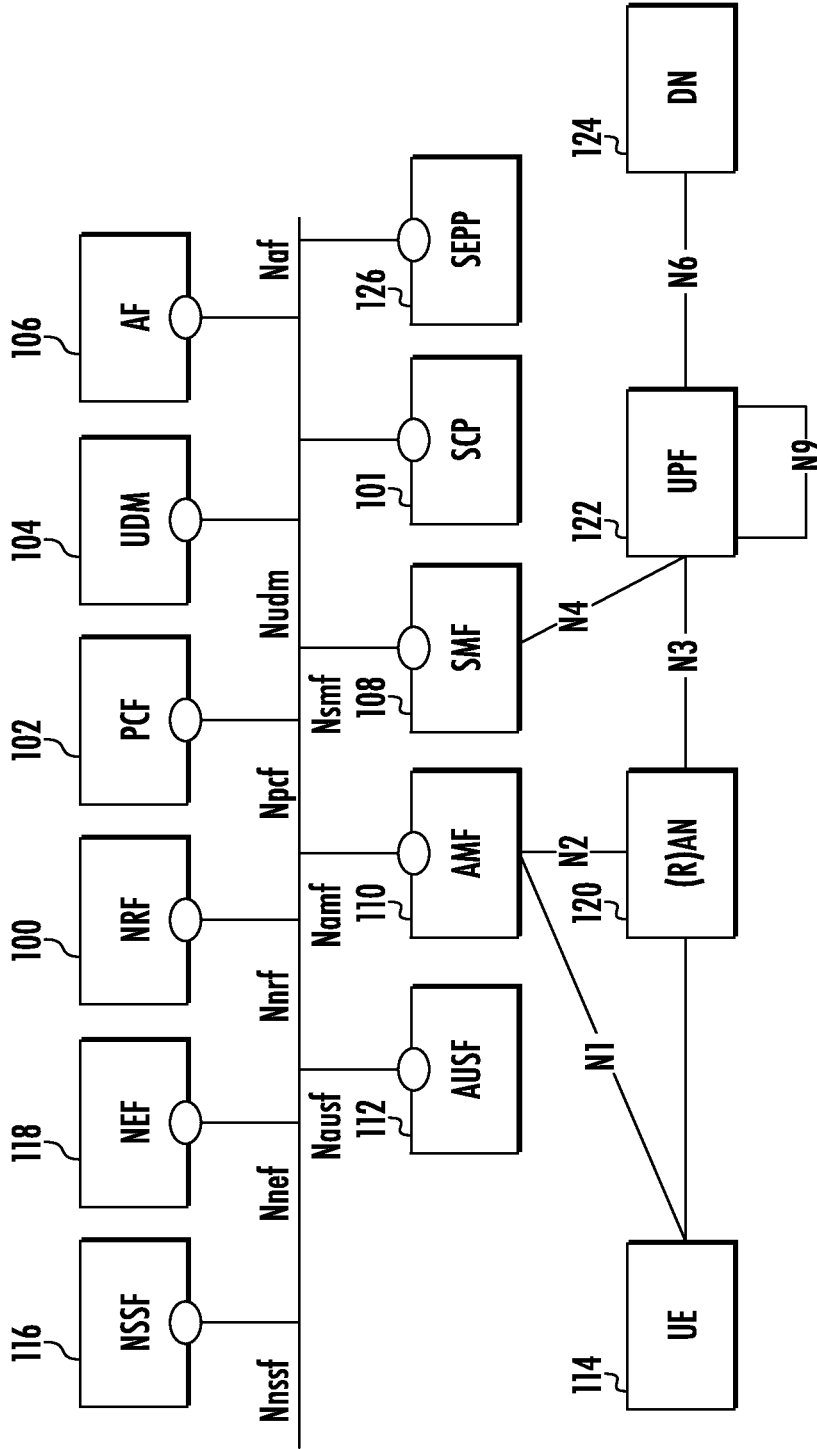 116
118
100
102
104
106
NSSF
NEF
NRF
PCF
UDM
AF
Nnssf
Nnef
Nnrf
Npcf
Nudm
Naf
Nausf
Namf
Nsmf
112
110
108
101
126
AUSF
AMF
SMF
SCP
SEPP
N1
N2
N4
114
120
122
124
UE
(R)AN
N3
UPF
N6
DN
N9